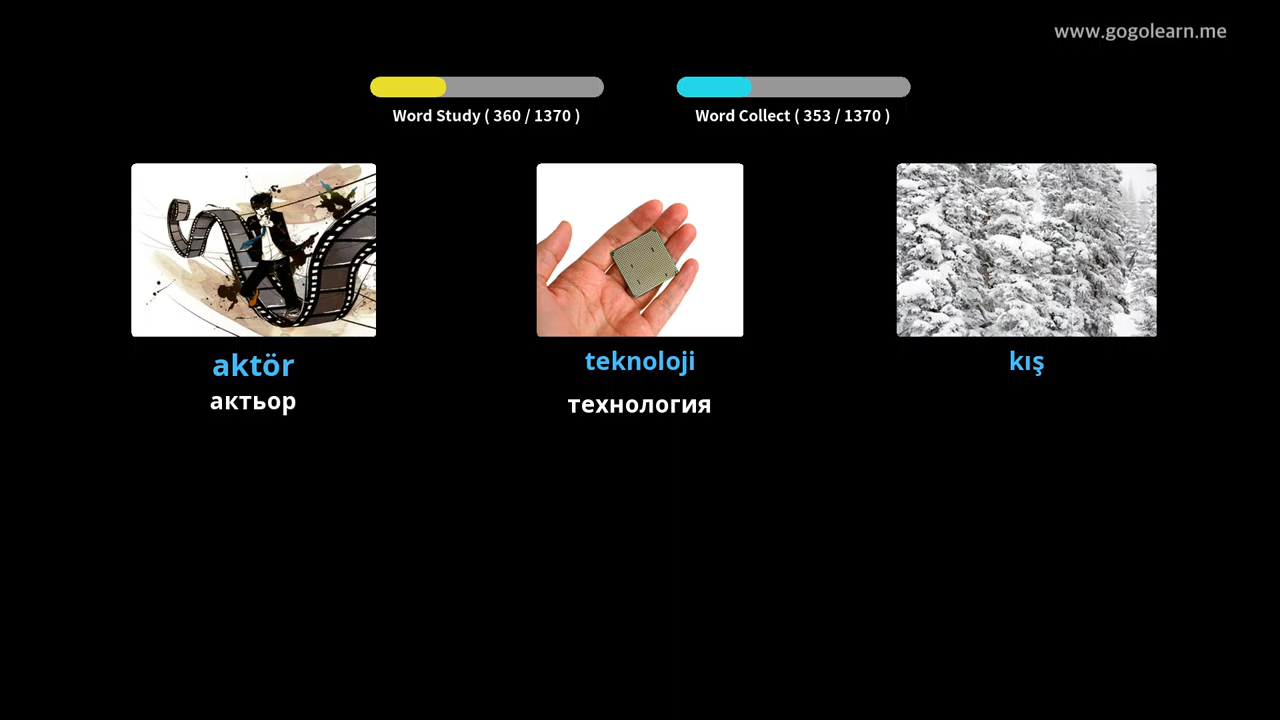 www.gogolearn.me
Word Study ( 360 / 1370 )
Word Collect ( 353 / 1370 )
aktör
teknoloji
kış
актьор
технология